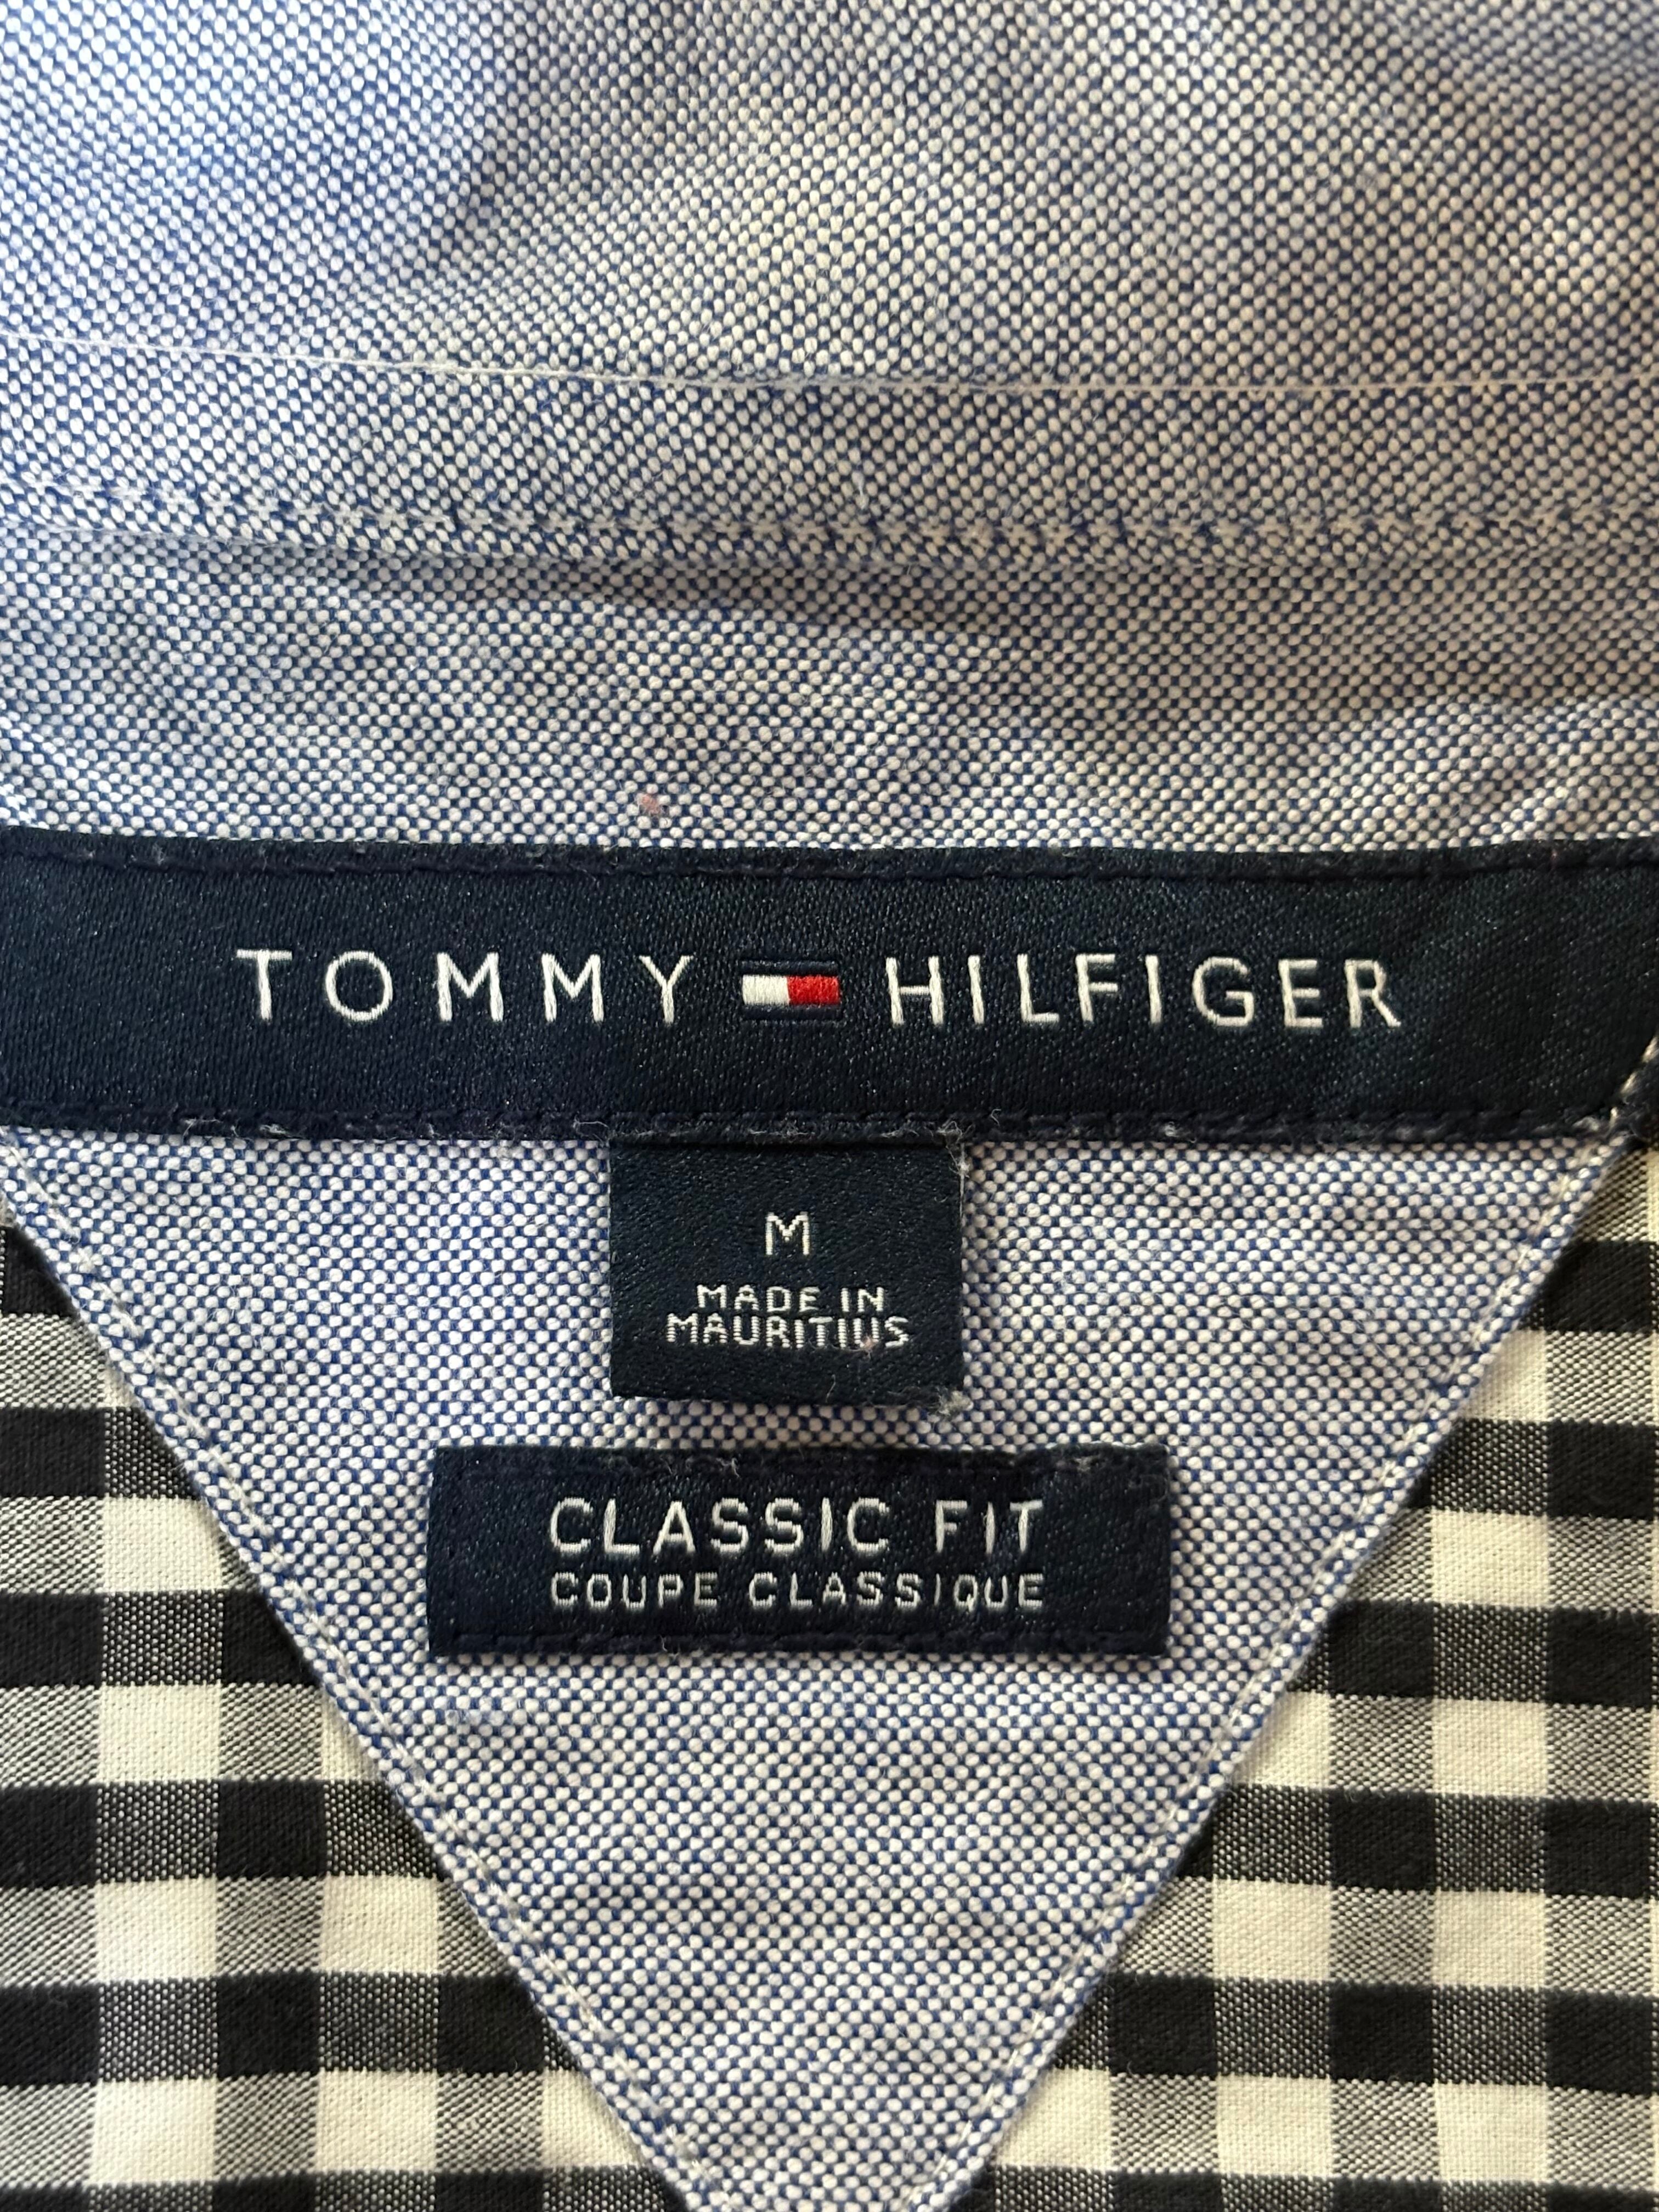 TOMMY HILFIGER
M
MADE IN
MAURITIUS
CLASSIC FIT
COUPE CLASSIQUE